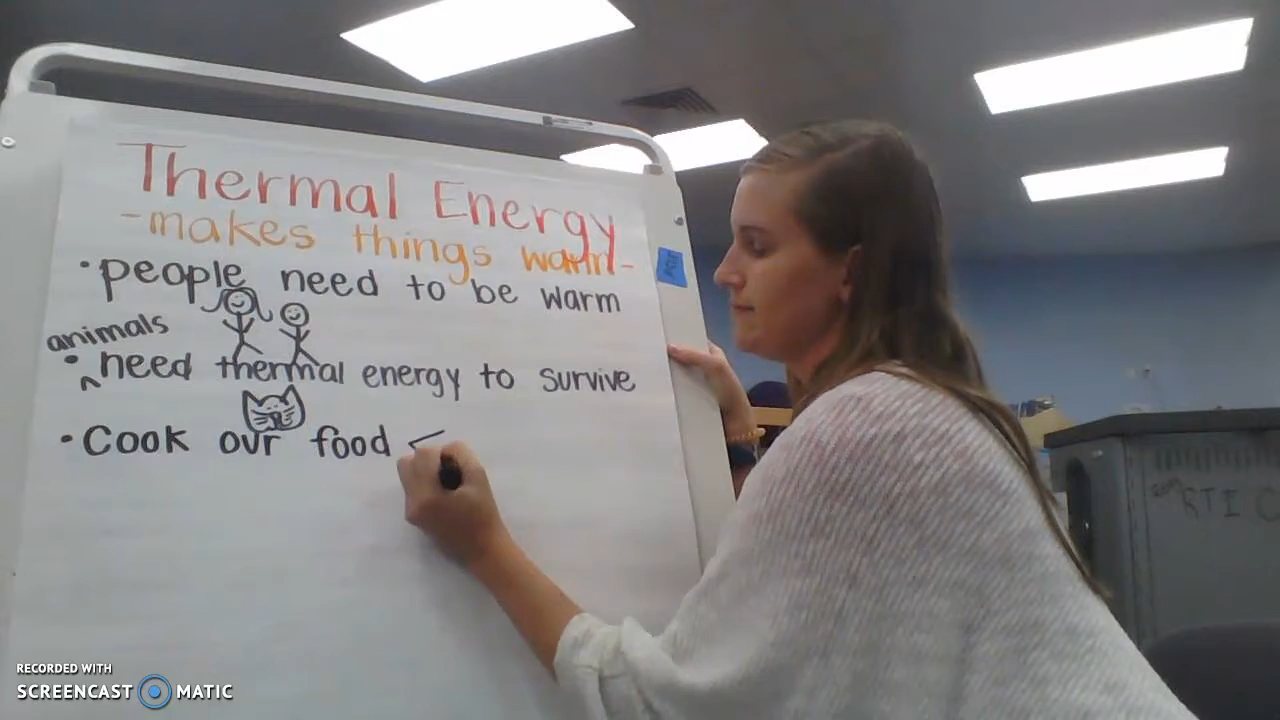 Thermal Energy
-makes things warm-
• people need to be warm
animals
• ^need thermal energy to survive
• Cook our food
RTI
RECORDED WITH
SCREENCAST MATIC